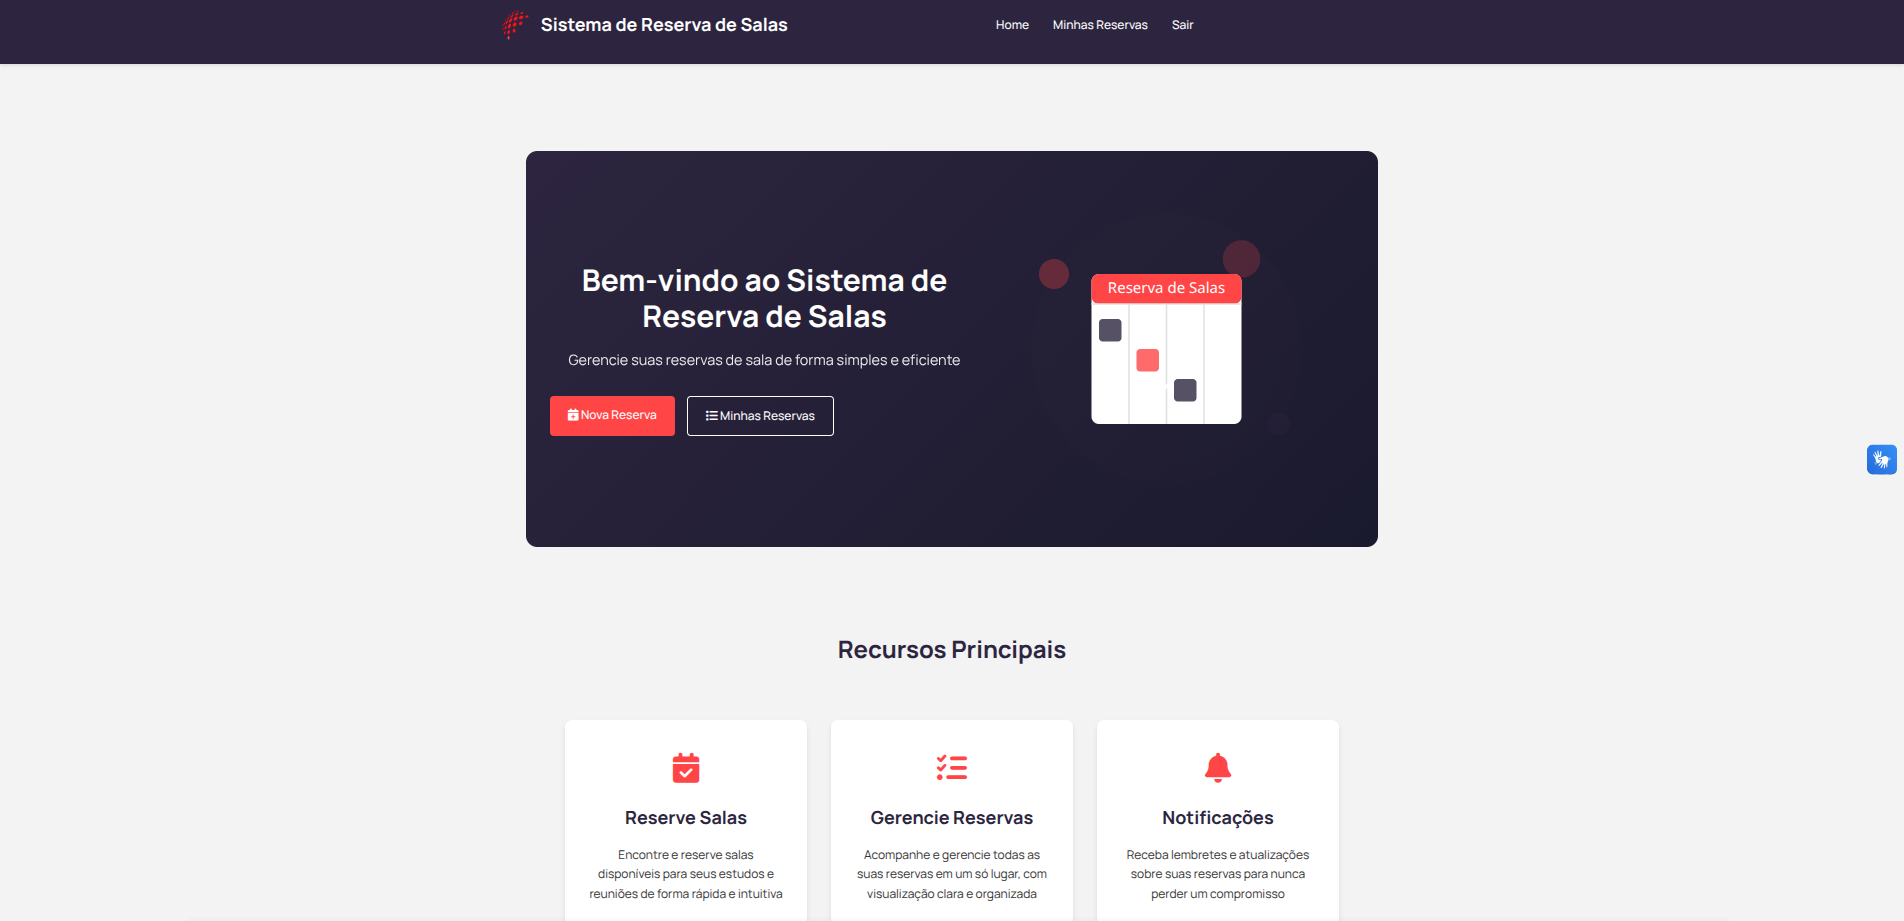 Sistema de Reserva de Salas
Home
Minhas Reservas
Sair
Bem-vindo ao Sistema de
Reserva de Salas
Gerencie suas reservas de sala de forma simples e eficiente
Nova Reserva
Minhas Reservas
Reserva de Salas
Recursos Principais
Reserve Salas
Encontre e reserve salas
disponíveis para seus estudos e
reuniões de forma rápida e intuitiva
Gerencie Reservas
Acompanhe e gerencie todas as
suas reservas em um só lugar, com
visualização clara e organizada
Notificações
Receba lembretes e atualizações
sobre suas reservas para nunca
perder um compromisso